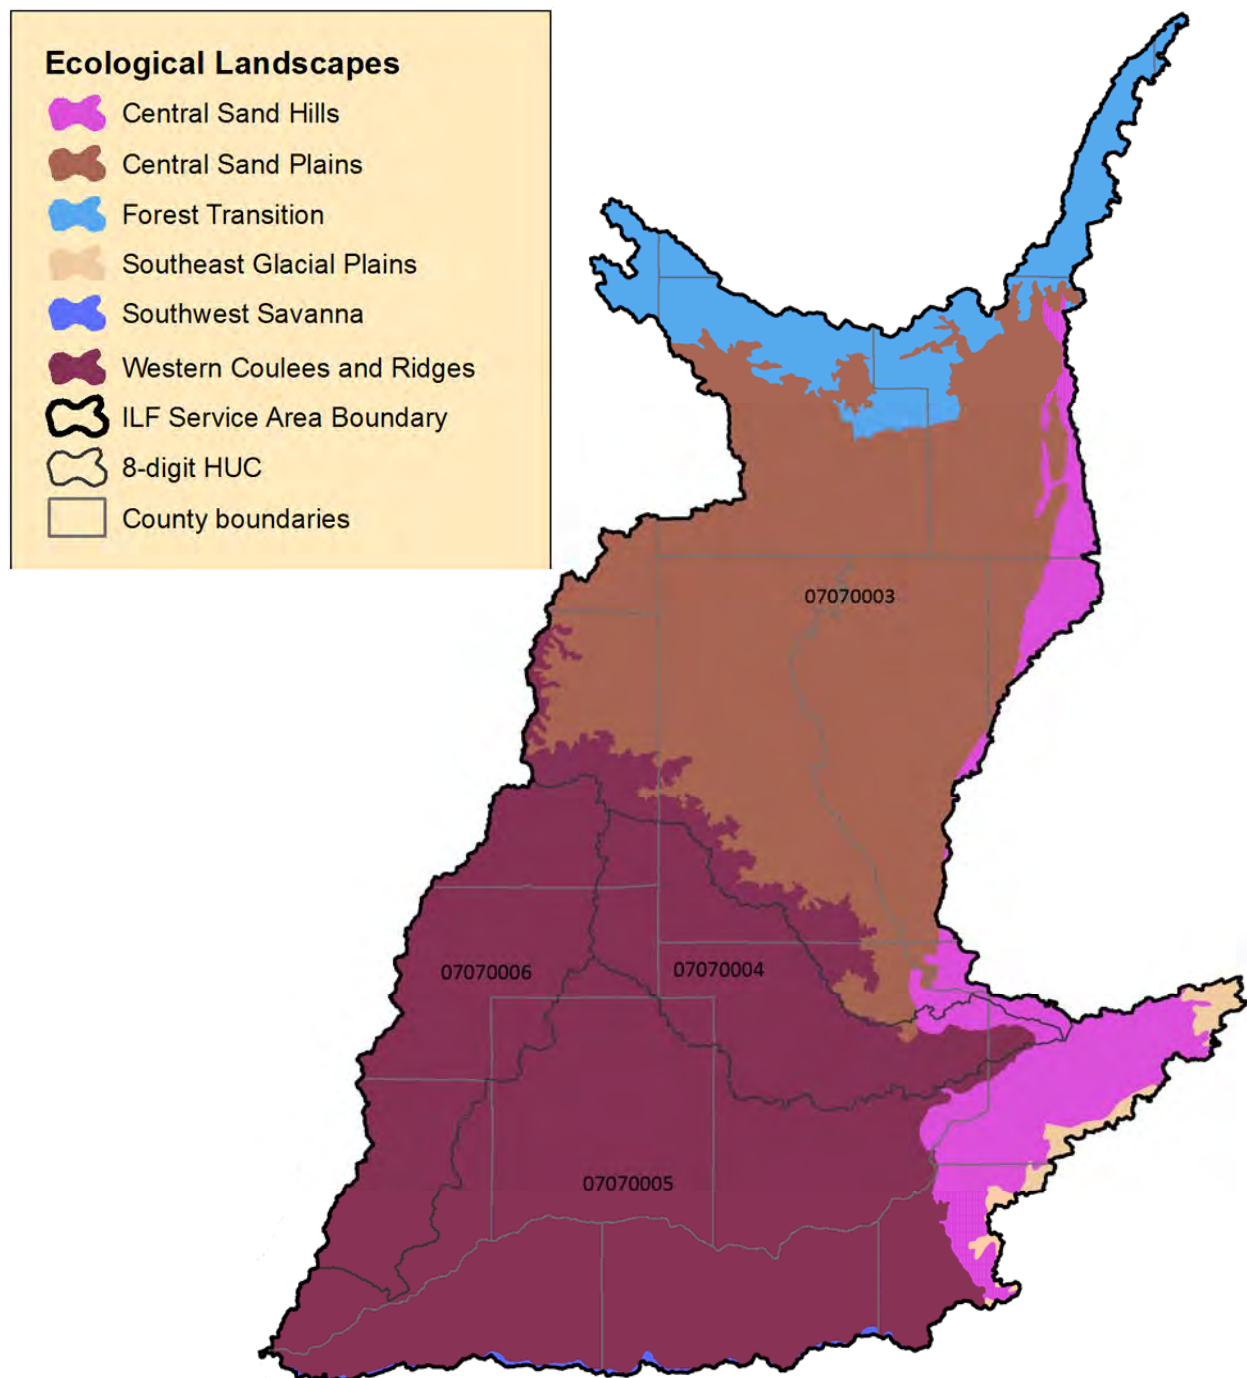 Ecological Landscapes
Central Sand Hills
Central Sand Plains
Forest Transition
Southeast Glacial Plains
Southwest Savanna
Western Coulees and Ridges
ILF Service Area Boundary
8-digit HUC
County boundaries
07070003
07070006
07070004
07070005